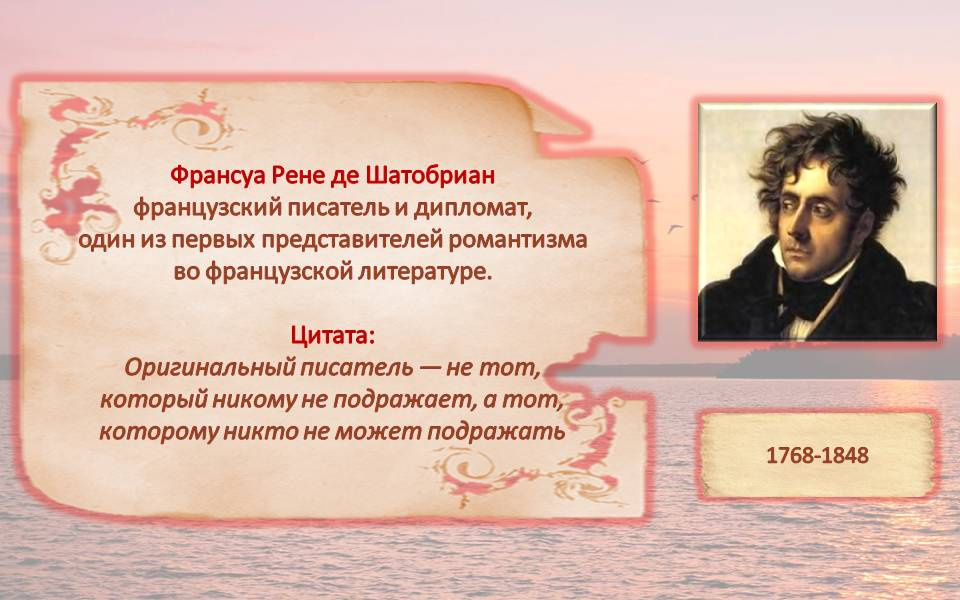 Франсуа Рене де Шатобриан
французский писатель и дипломат,
один из первых представителей романтизма
во французской литературе.
Цитата:
Оригинальный писатель — не тот,
который никому не подражает, а тот,
которому никто не может подражать
1768-1848